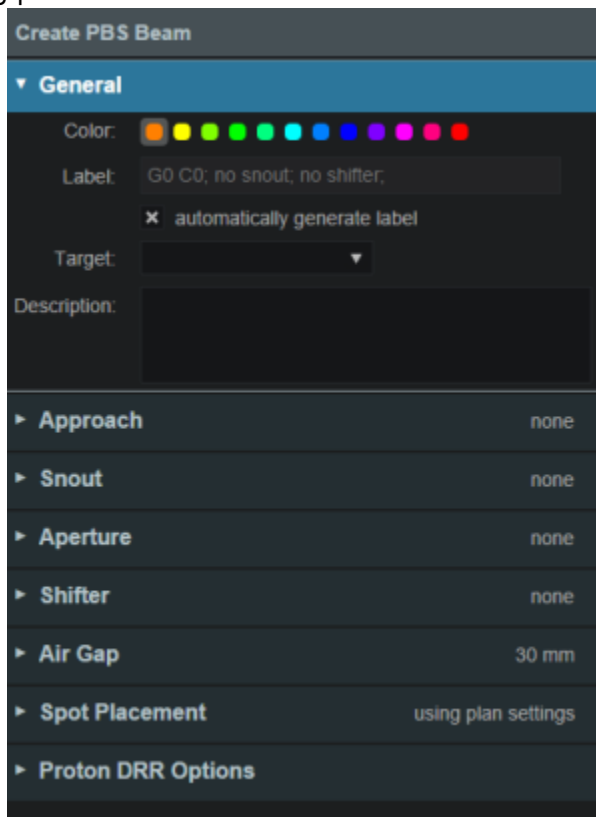 Create PBS Beam
▾ General
Color:
Label: G0 C0; no snout; no shifter;
× automatically generate label
Target: ▼
Description:
▸ Approach none
▸ Snout none
▸ Aperture none
▸ Shifter none
▸ Air Gap 30 mm
▸ Spot Placement using plan settings
▸ Proton DRR Options